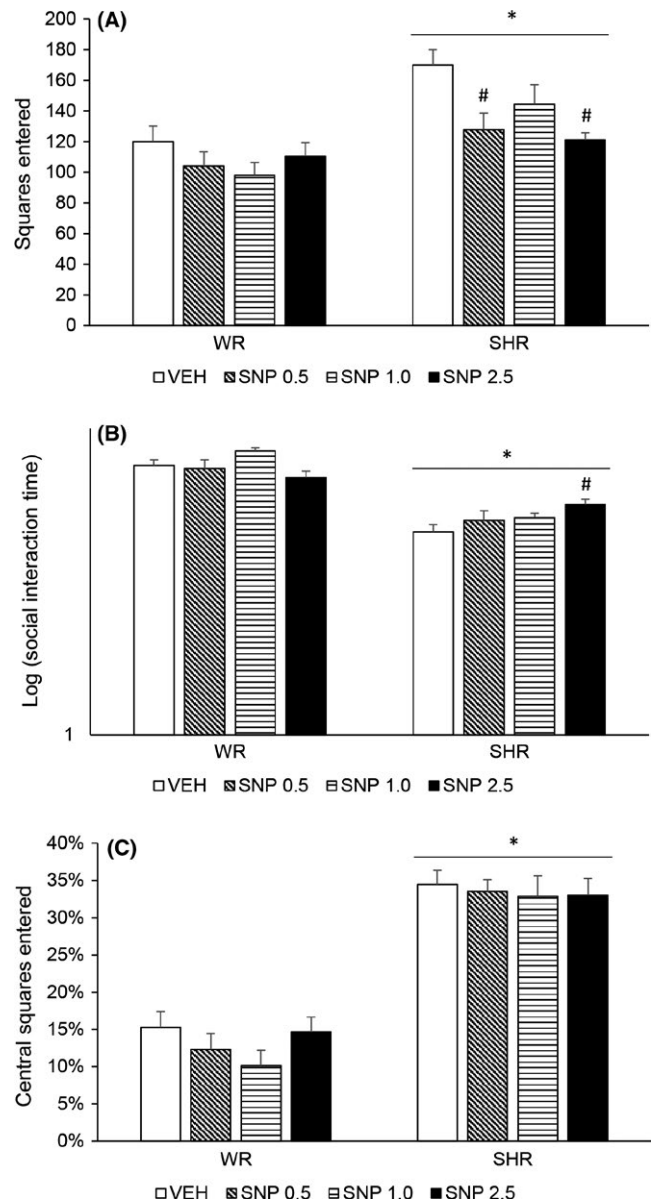 (A)
Squares entered
200
180
160
140
120
100
80
60
40
20
0
*
#
#
WR SHR
VEH SNP 0.5 SNP 1.0 SNP 2.5
(B)
Log (social interaction time)
1
*
#
WR SHR
VEH SNP 0.5 SNP 1.0 SNP 2.5
(C)
Central squares entered
40%
35%
30%
25%
20%
15%
10%
5%
0%
*
WR SHR
VEH SNP 0.5 SNP 1.0 SNP 2.5